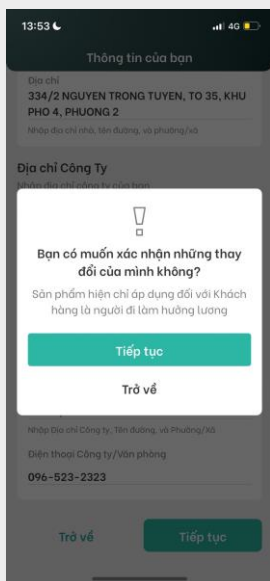 13:53
4G
Thông tin của bạn
Địa chỉ
334/2 NGUYEN TRONG TUYEN, TO 35, KHU
PHO 4, PHUONG 2
Nhập địa chỉ nhà, tên đường, và phường/xã
Địa chỉ Công Ty
Nhập địa chỉ công ty của bạn
Bạn có muốn xác nhận những thay
đổi của mình không?
Sản phẩm hiện chỉ áp dụng đối với Khách
hàng là người đi làm hưởng lương
Tiếp tục
Trở về
Nhập Địa chỉ Công ty, Tên đường, và Phường/Xã
Điện thoại Công ty/Văn phòng
096-523-2323
Trở về
Tiếp tục